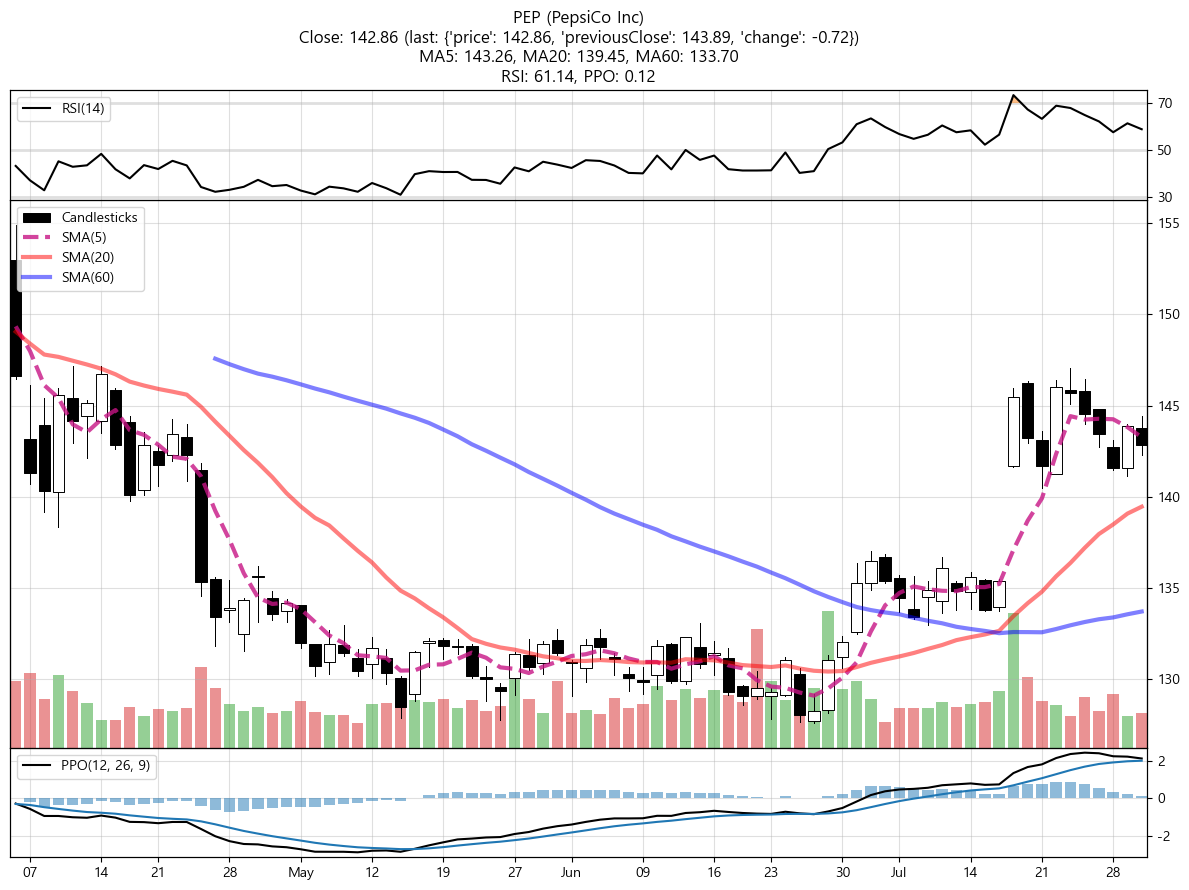 PEP (PepsiCo Inc)
Close: 142.86 (last: {'price': 142.86, 'previousClose': 143.89, 'change': -0.72})
MA5: 143.26, MA20: 139.45, MA60: 133.70
RSI: 61.14, PPO: 0.12
RSI(14)
70
50
30
Candlesticks
SMA(5)
SMA(20)
SMA(60)
155
150
145
140
135
130
PPO(12, 26, 9)
2
0
-2
07 14 21 28 May 12 19 27 Jun 09 16 23 30 Jul 14 21 28